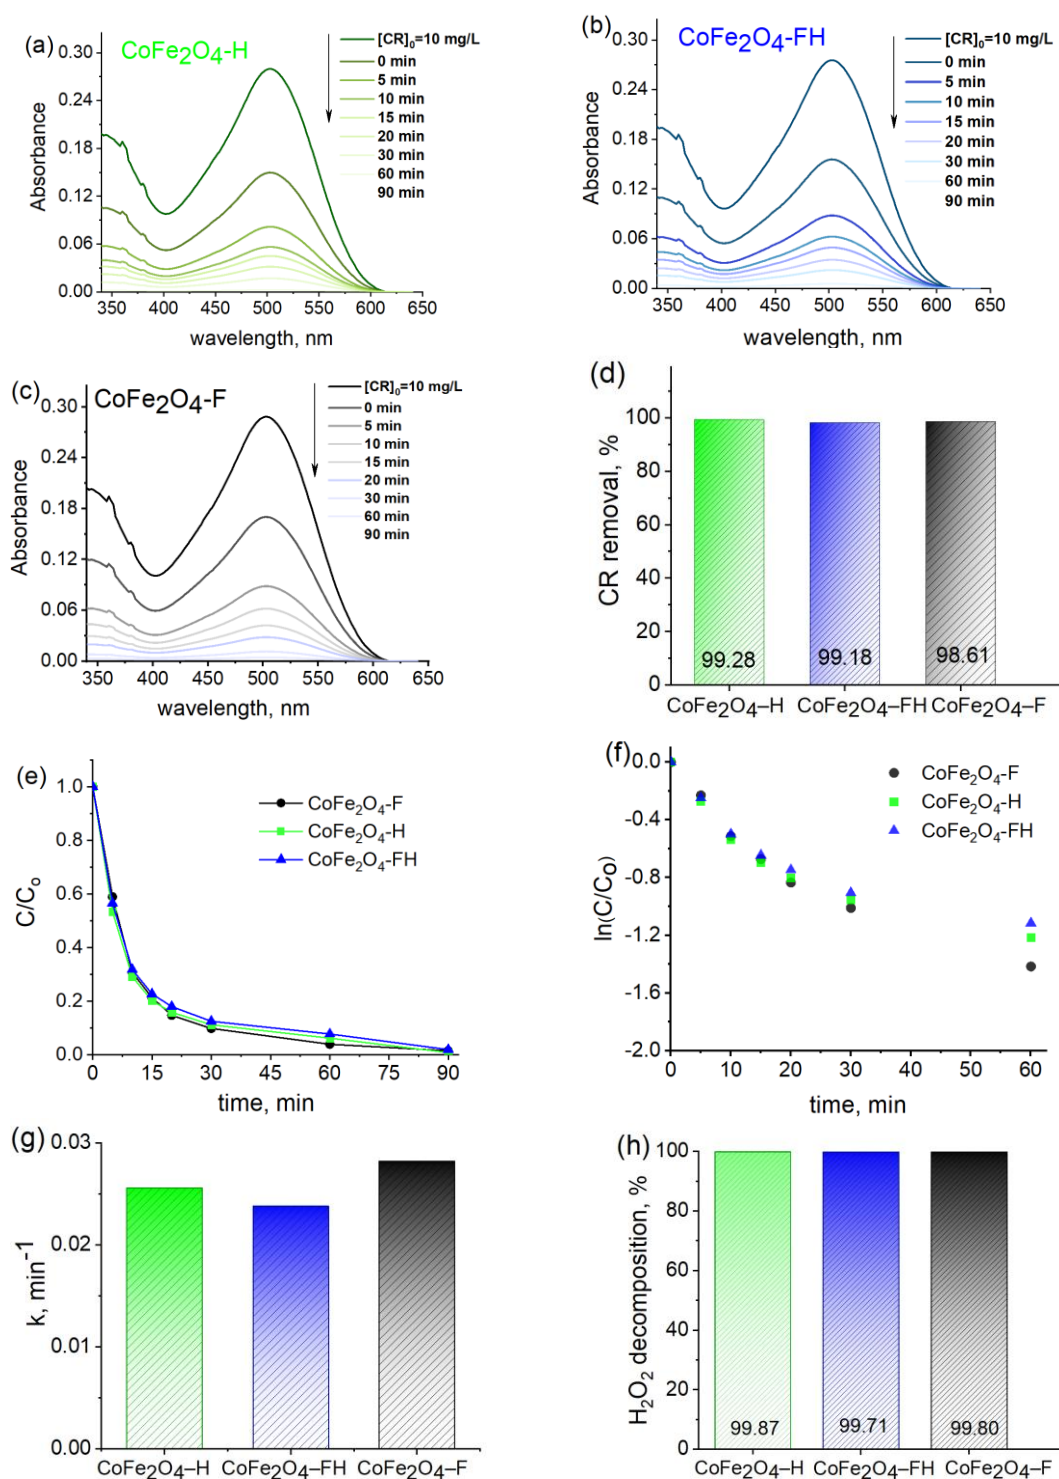 (a)
CoFe2O4-H
[CR]0=10 mg/L
0 min
5 min
10 min
15 min
20 min
30 min
60 min
90 min
0.30
0.24
0.18
0.12
0.06
0.00
Absorbance
350 400 450 500 550 600 650
wavelength, nm
(b)
CoFe2O4-FH
[CR]0=10 mg/L
0 min
5 min
10 min
15 min
20 min
30 min
60 min
90 min
0.30
0.24
0.18
0.12
0.06
0.00
Absorbance
350 400 450 500 550 600 650
wavelength, nm
(c)
CoFe2O4-F
[CR]0=10 mg/L
0 min
5 min
10 min
15 min
20 min
30 min
60 min
90 min
0.30
0.24
0.18
0.12
0.06
0.00
Absorbance
350 400 450 500 550 600 650
wavelength, nm
(d)
100
80
60
40
20
0
CR removal, %
99.28 99.18 98.61
CoFe2O4–H CoFe2O4–FH CoFe2O4–F
(e)
1.0
0.8
0.6
0.4
0.2
0.0
C/Co
CoFe2O4-F
CoFe2O4-H
CoFe2O4-FH
0 15 30 45 60 75 90
time, min
(f)
0.0
-0.4
-0.8
-1.2
-1.6
-2.0
ln(C/Co)
CoFe2O4-F
CoFe2O4-H
CoFe2O4-FH
0 10 20 30 40 50 60
time, min
(g)
0.03
0.02
0.01
0.00
k, min-1
CoFe2O4–H CoFe2O4–FH CoFe2O4–F
(h)
100
80
60
40
20
0
H2O2 decomposition, %
99.87 99.71 99.80
CoFe2O4–H CoFe2O4–FH CoFe2O4–F